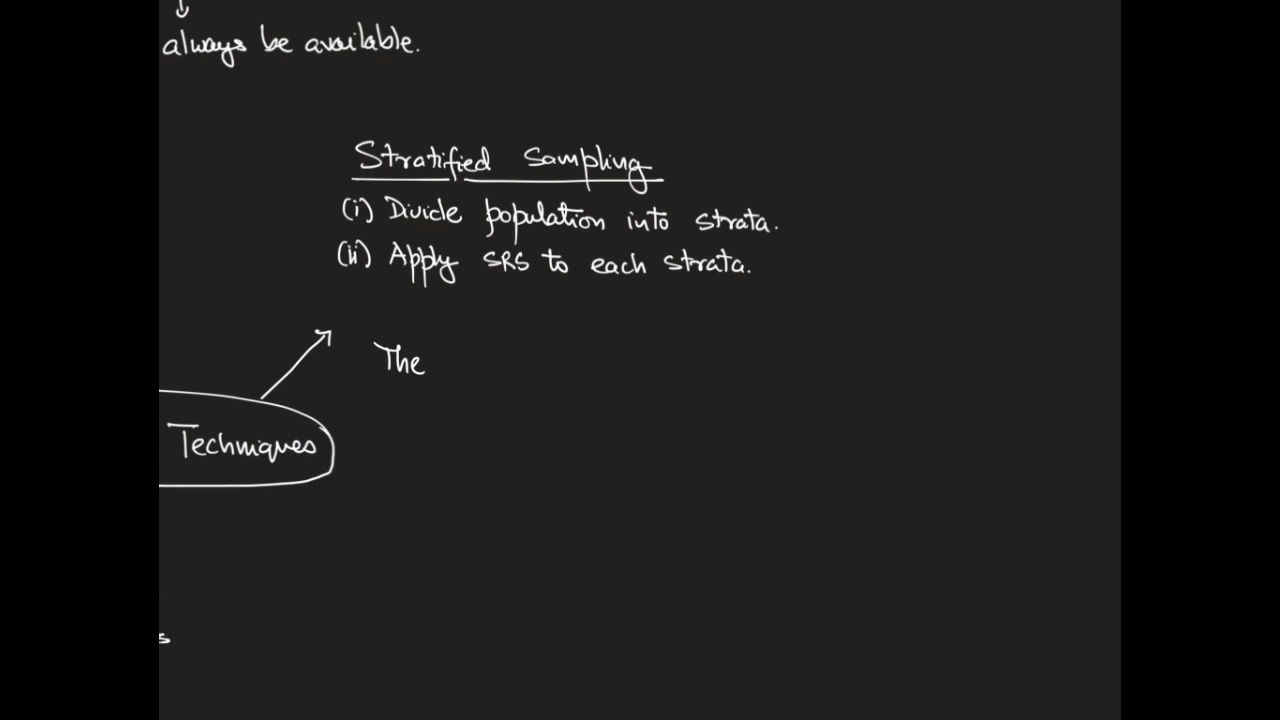 always be available.
Stratified Sampling
(i) Divide population into strata.
(ii) Apply SRS to each strata.
The
Techniques
s